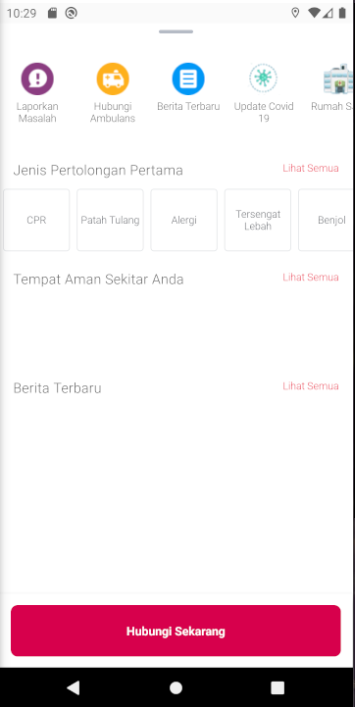 10:29
Laporkan
Masalah
Hubungi
Ambulans
Berita Terbaru
Update Covid
19
Rumah S
Jenis Pertolongan Pertama
Lihat Semua
CPR
Patah Tulang
Alergi
Tersengat
Lebah
Benjol
Tempat Aman Sekitar Anda
Lihat Semua
Berita Terbaru
Lihat Semua
Hubungi Sekarang